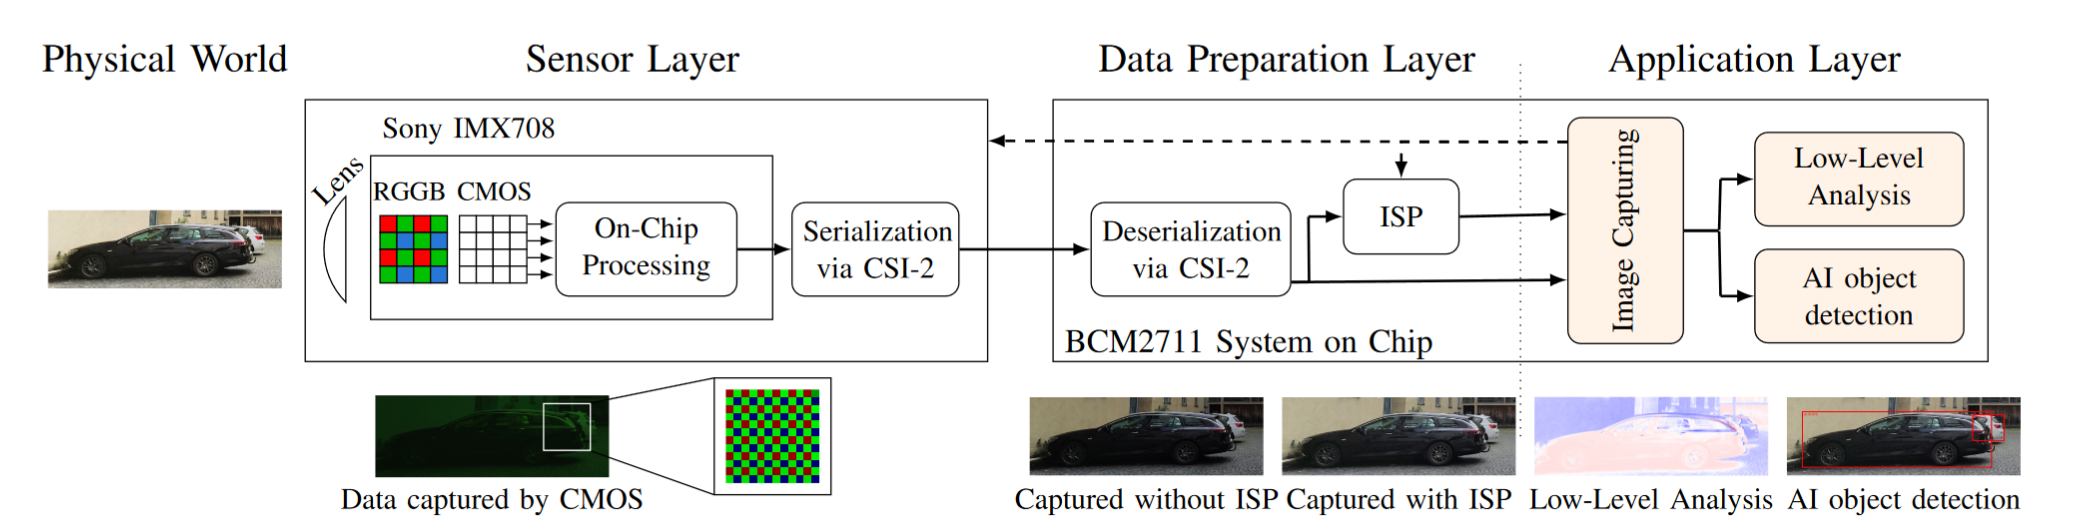 Physical World
Sensor Layer
Data Preparation Layer
Application Layer
Sony IMX708
Lens
RGGB CMOS
On-Chip
Processing
Serialization
via CSI-2
Deserialization
via CSI-2
ISP
BCM2711 System on Chip
Image Capturing
Low-Level
Analysis
AI object
detection
Data captured by CMOS
Captured without ISP
Captured with ISP
Low-Level Analysis
AI object detection